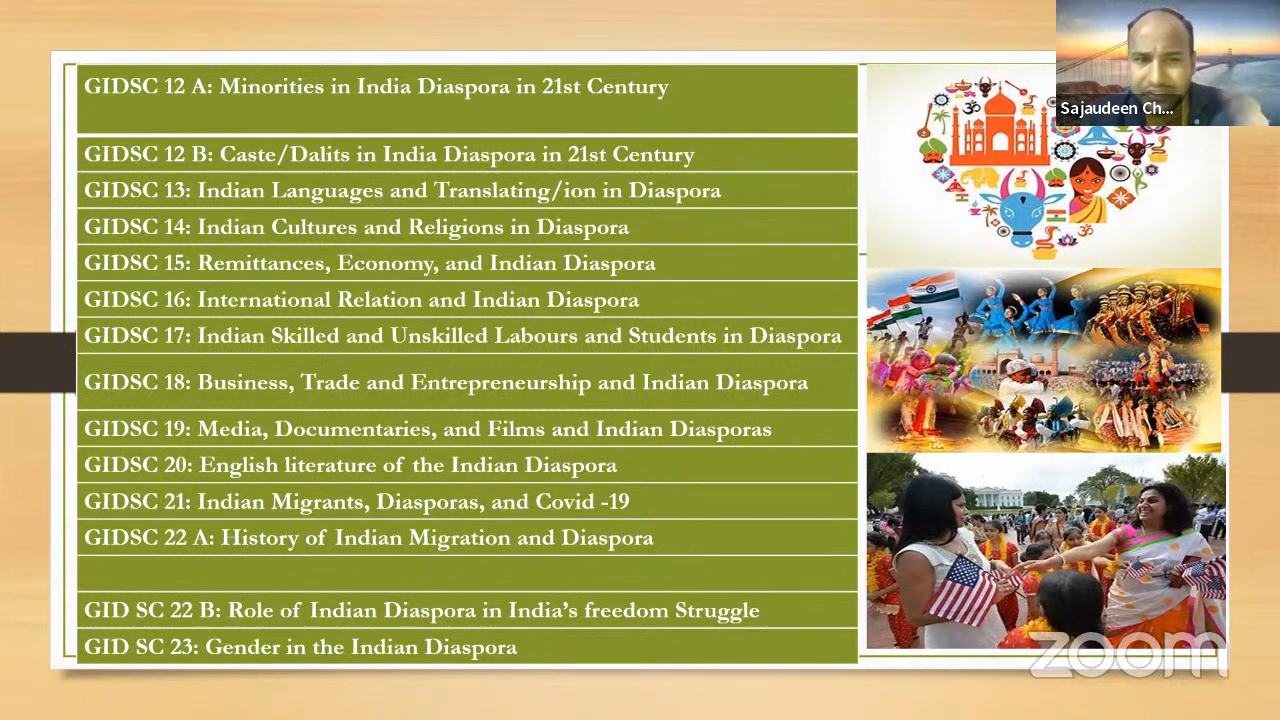 GIDSC 12 A: Minorities in India Diaspora in 21st Century
GIDSC 12 B: Caste/Dalits in India Diaspora in 21st Century
GIDSC 13: Indian Languages and Translating/ion in Diaspora
GIDSC 14: Indian Cultures and Religions in Diaspora
GIDSC 15: Remittances, Economy, and Indian Diaspora
GIDSC 16: International Relation and Indian Diaspora
GIDSC 17: Indian Skilled and Unskilled Labours and Students in Diaspora
GIDSC 18: Business, Trade and Entrepreneurship and Indian Diaspora
GIDSC 19: Media, Documentaries, and Films and Indian Diasporas
GIDSC 20: English literature of the Indian Diaspora
GIDSC 21: Indian Migrants, Diasporas, and Covid -19
GIDSC 22 A: History of Indian Migration and Diaspora
GID SC 22 B: Role of Indian Diaspora in India's freedom Struggle
GID SC 23: Gender in the Indian Diaspora
Sajaudeen Ch...
zoom